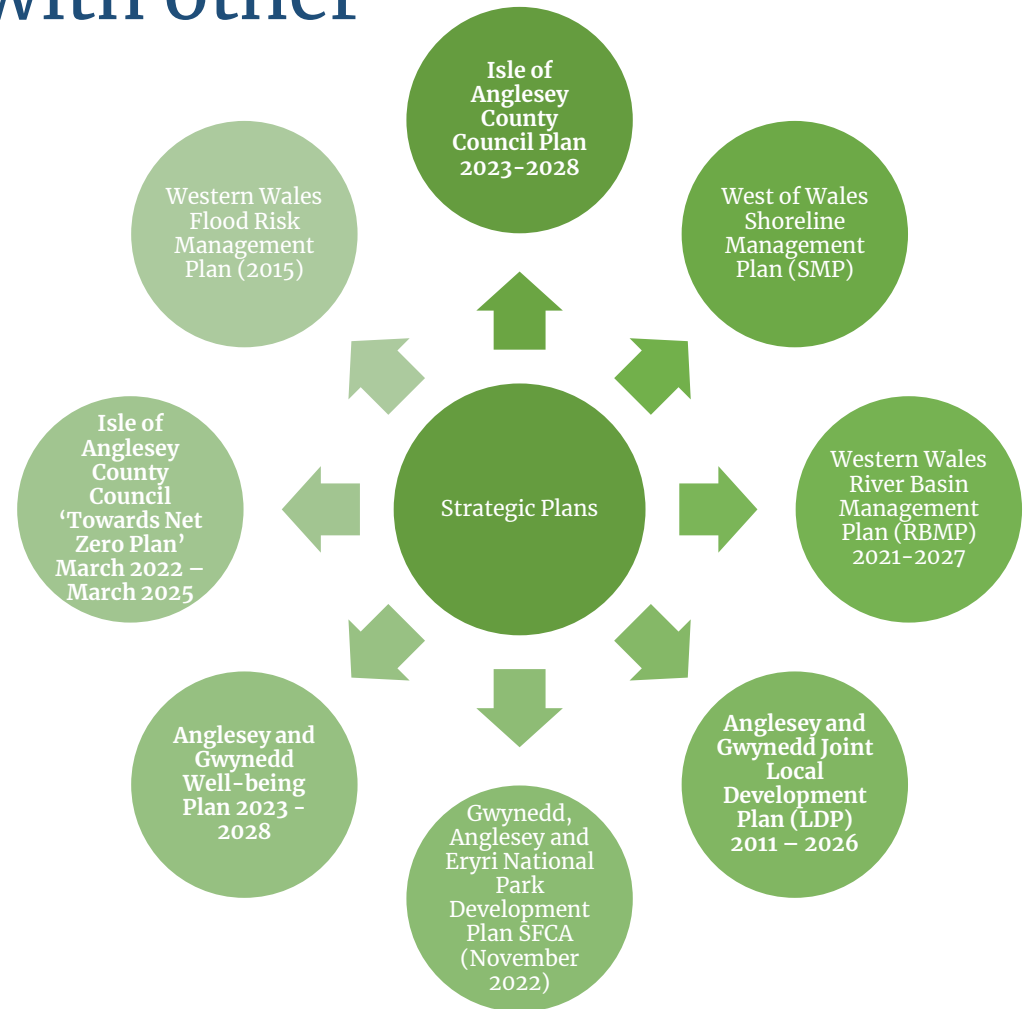 with other
Isle of
Anglesey
County
Council Plan
2023-2028
West of Wales
Shoreline
Management
Plan (SMP)
Western Wales
River Basin
Management
Plan (RBMP)
2021-2027
Anglesey and
Gwynedd Joint
Local
Development
Plan (LDP)
2011 – 2026
Gwynedd,
Anglesey and
Eryri National
Park
Development
Plan SFCA
(November
2022)
Anglesey and
Gwynedd
Well-being
Plan 2023 -
2028
Isle of
Anglesey
County
Council
‘Towards Net
Zero Plan’
March 2022 –
March 2025
Western Wales
Flood Risk
Management
Plan (2015)
Strategic Plans